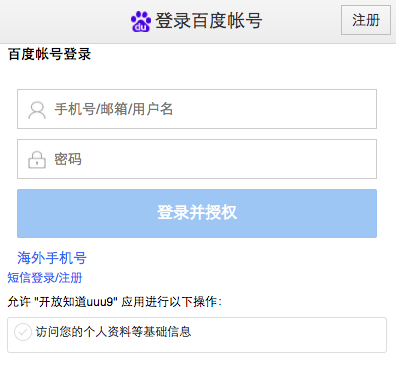 du 登录百度帐号 注册
百度帐号登录
手机号/邮箱/用户名
密码
登录并授权
海外手机号
短信登录/注册
允许 "开放知道uuu9" 应用进行以下操作：
访问您的个人资料等基础信息